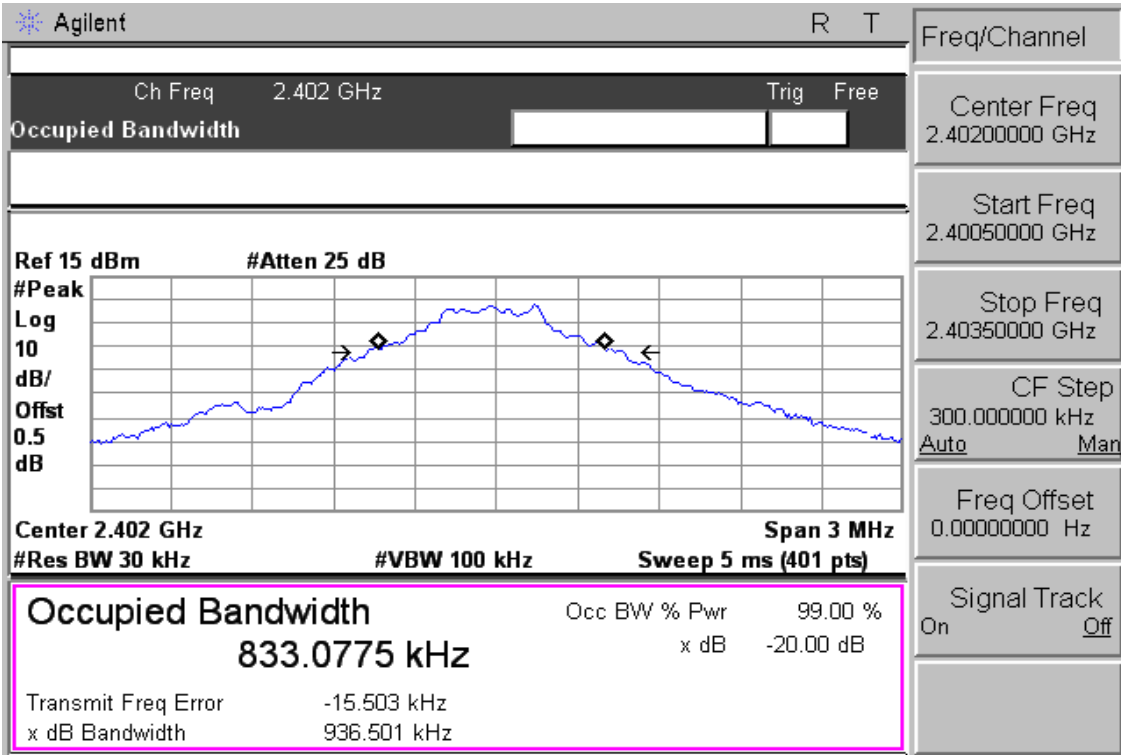 Agilent R T
Freq/Channel
Ch Freq 2.402 GHz Trig Free
Occupied Bandwidth
Center Freq
2.40200000 GHz
Start Freq
2.40050000 GHz
Ref 15 dBm #Atten 25 dB
#Peak
Log
10
dB/
Offst
0.5
dB
Stop Freq
2.40350000 GHz
CF Step
300.000000 kHz
Auto Man
Center 2.402 GHz Span 3 MHz
#Res BW 30 kHz #VBW 100 kHz Sweep 5 ms (401 pts)
Freq Offset
0.00000000 Hz
Occupied Bandwidth Occ BW % Pwr 99.00 %
833.0775 kHz x dB -20.00 dB
Transmit Freq Error -15.503 kHz
x dB Bandwidth 936.501 kHz
Signal Track
On Off